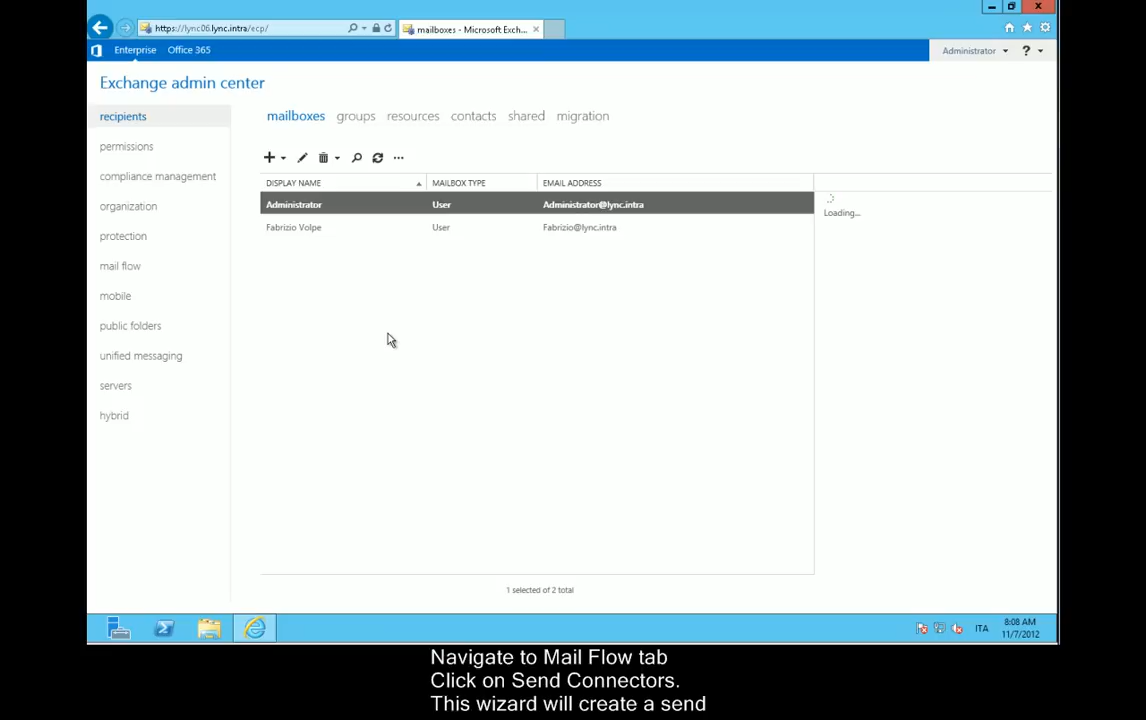 https://lync06.lync.intra/ecp/
mailboxes - Microsoft Exch...
Enterprise Office 365
Administrator ?
Exchange admin center
recipients
permissions
compliance management
organization
protection
mail flow
mobile
public folders
unified messaging
servers
hybrid
mailboxes groups resources contacts shared migration
DISPLAY NAME MAILBOX TYPE EMAIL ADDRESS
Administrator User Administrator@lync.intra
Fabrizio Volpe User Fabrizio@lync.intra
Loading...
1 selected of 2 total
ITA
8:08 AM
11/7/2012
Navigate to Mail Flow tab
Click on Send Connectors.
This wizard will create a send